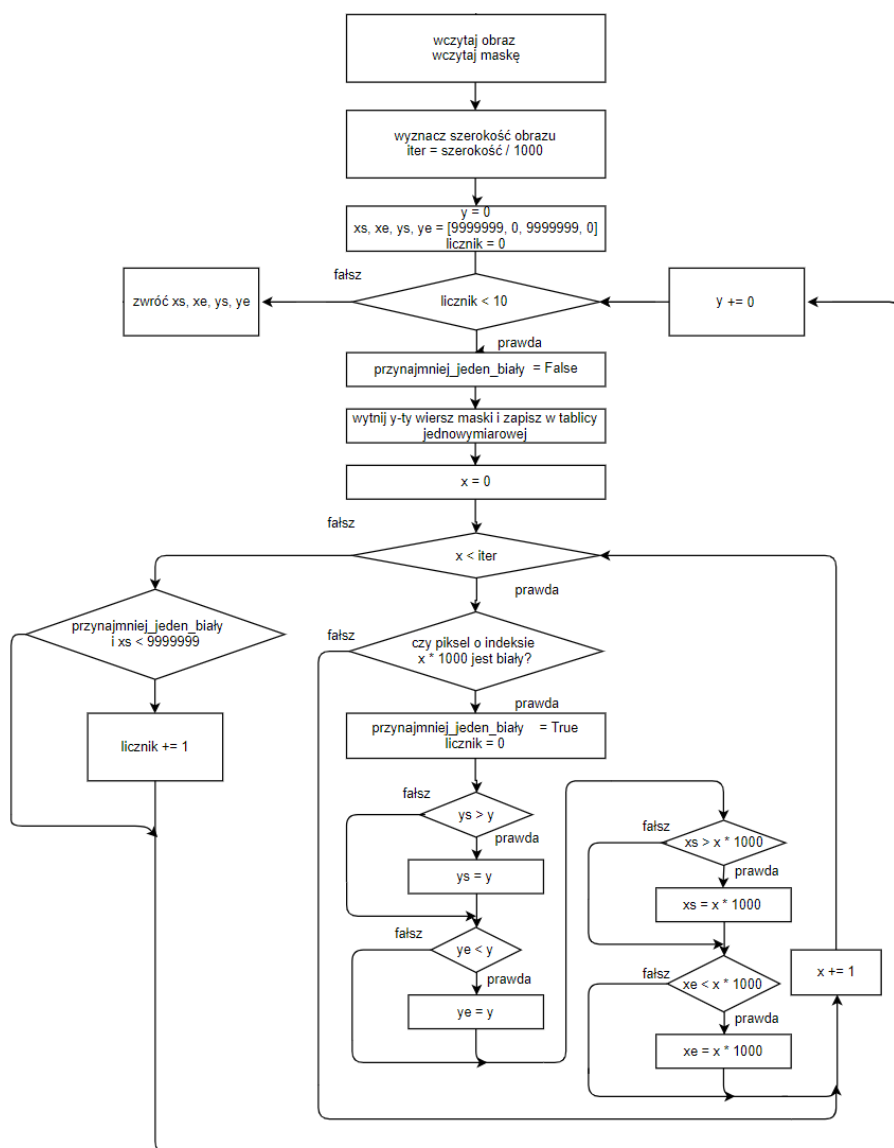 wczytaj obraz
wczytaj maskę
wyznacz szerokość obrazu
iter = szerokość / 1000
y = 0
xs, xe, ys, ye = [9999999, 0, 9999999, 0]
licznik = 0
fałsz
zwróć xs, xe, ys, ye
licznik < 10
y += 0
prawda
przynajmniej_jeden_biały = False
wytnij y-ty wiersz maski i zapisz w tablicy
jednowymiarowej
x = 0
fałsz
x < iter
prawda
przynajmniej_jeden_biały
i xs < 9999999
licznik += 1
fałsz
czy piksel o indeksie
x * 1000 jest biały?
prawda
przynajmniej_jeden_biały = True
licznik = 0
fałsz
ys > y
prawda
ys = y
fałsz
ye < y
prawda
ye = y
fałsz
xs > x * 1000
prawda
xs = x * 1000
fałsz
xe < x * 1000
prawda
xe = x * 1000
x += 1